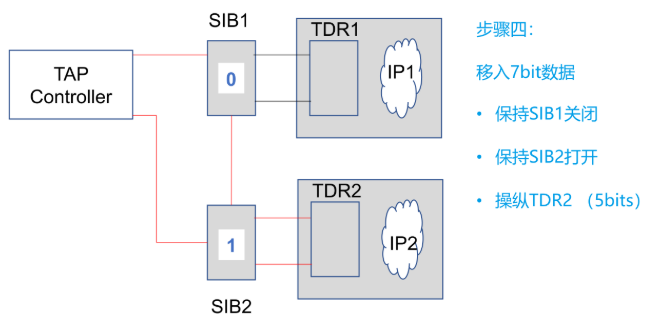 SIB1
TDR1
TAP
Controller
0
IP1
TDR2
1
IP2
SIB2
步骤四：
移入7bit数据
• 保持SIB1关闭
• 保持SIB2打开
• 操纵TDR2 （5bits）